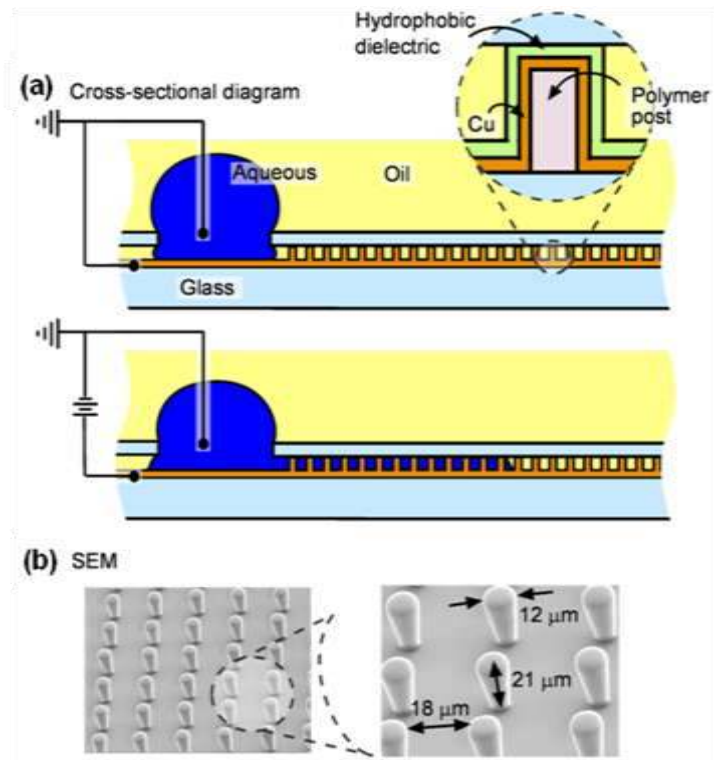 Hydrophobic
dielectric
(a) Cross-sectional diagram
Cu
Polymer
post
Aqueous
Oil
Glass
(b) SEM
12 μm
21 μm
18 μm